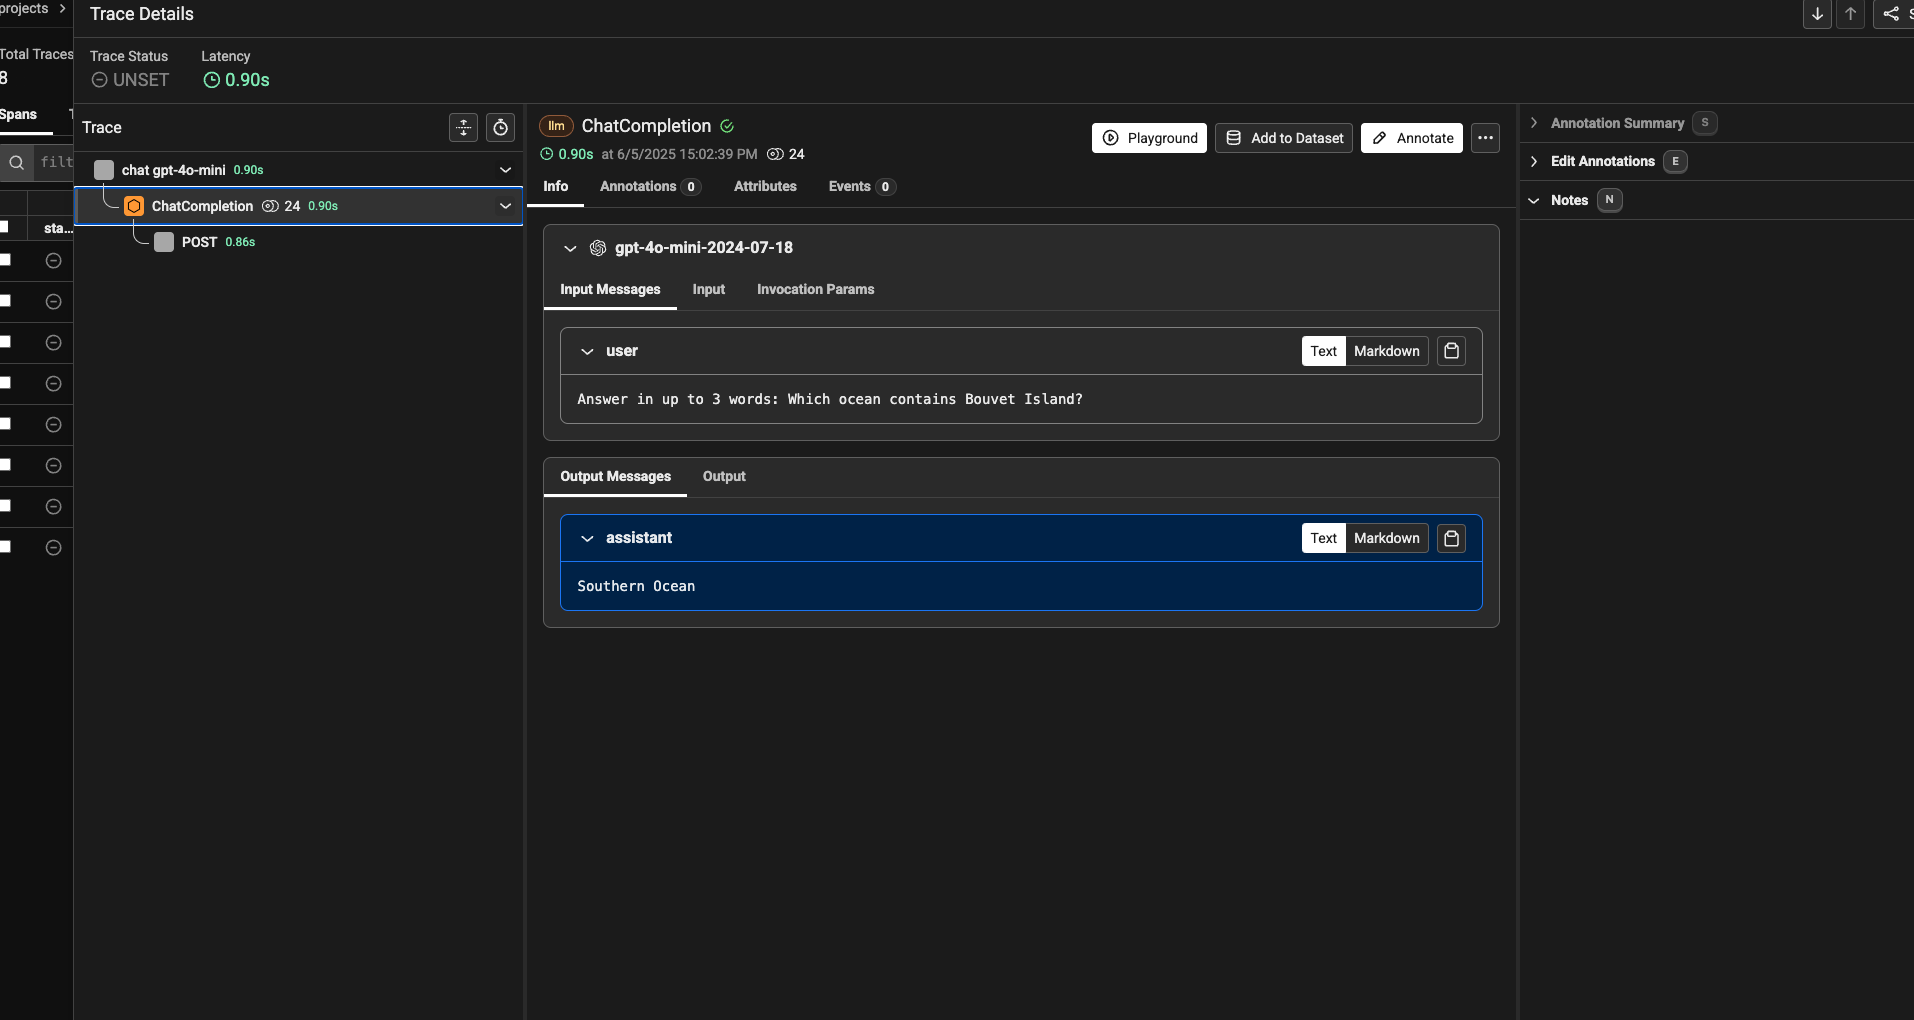 projects
Trace Details
Total Traces
8
Trace Status
Latency
UNSET
0.90s
Spans
Trace
filt
sta...
chat gpt-4o-mini 0.90s
ChatCompletion 24 0.90s
POST 0.86s
llm ChatCompletion
0.90s at 6/5/2025 15:02:39 PM 24
Playground
Add to Dataset
Annotate
Info
Annotations 0
Attributes
Events 0
gpt-4o-mini-2024-07-18
Input Messages
Input
Invocation Params
user
Text
Markdown
Answer in up to 3 words: Which ocean contains Bouvet Island?
Output Messages
Output
assistant
Text
Markdown
Southern Ocean
Annotation Summary S
Edit Annotations E
Notes N